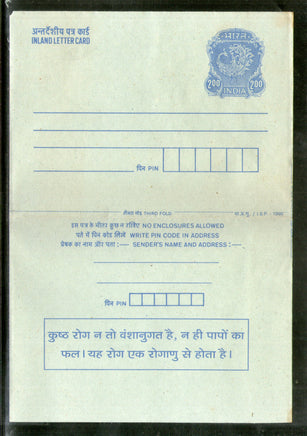 अन्तर्देशीय पत्र कार्ड
INLAND LETTER CARD
भारत
200 200
INDIA
पिन PIN
तीसरा मोड़ THIRD FOLD
इस पत्र के भीतर कुछ न रखिए NO ENCLOSURES ALLOWED
पते में पिन कोड लिखें WRITE PIN CODE IN ADDRESS
प्रेषक का नाम और पता :— SENDER'S NAME AND ADDRESS :—
पिन PIN
कुष्ठ रोग न तो वंशानुगत है, न ही पापों का
फल। यह रोग एक रोगाणु से होता है।